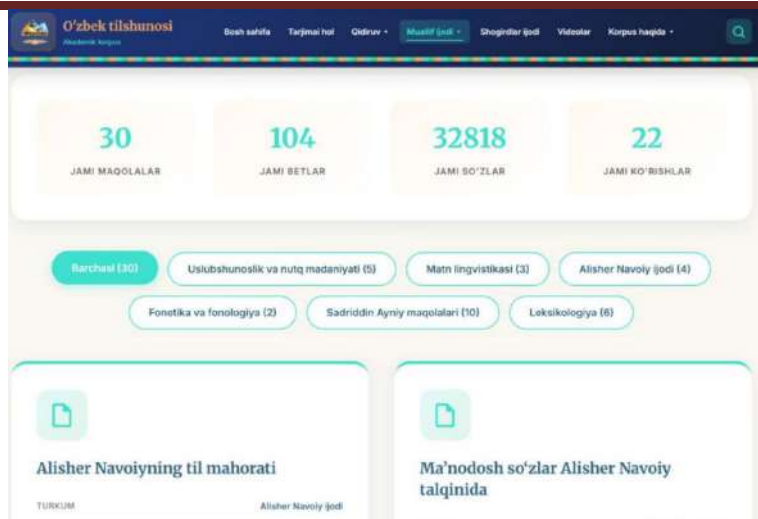 O'zbek tilshunosi
Akademik korpusi
Bosh sahifa Tarjimai hol Qidiruv Muallif ijodi Shogirdlar ijodi Videolar Korpus haqida
30 104 32818 22
JAMI MAQOLALAR JAMI BETLAR JAMI SO'ZLAR JAMI KO'RISHLAR
Barchasi (30) Uslubshunoslik va nutq madaniyati (5) Matn lingvistikasi (3) Alisher Navoiy ijodi (4)
Fonetika va fonologiya (2) Sadriddin Ayniy maqolalari (10) Leksikologiya (6)
Alisher Navoiyning til mahorati
Ma'nodosh so‘zlar Alisher Navoiy
talqinida
TURKUM Alisher Navoiy ijodi